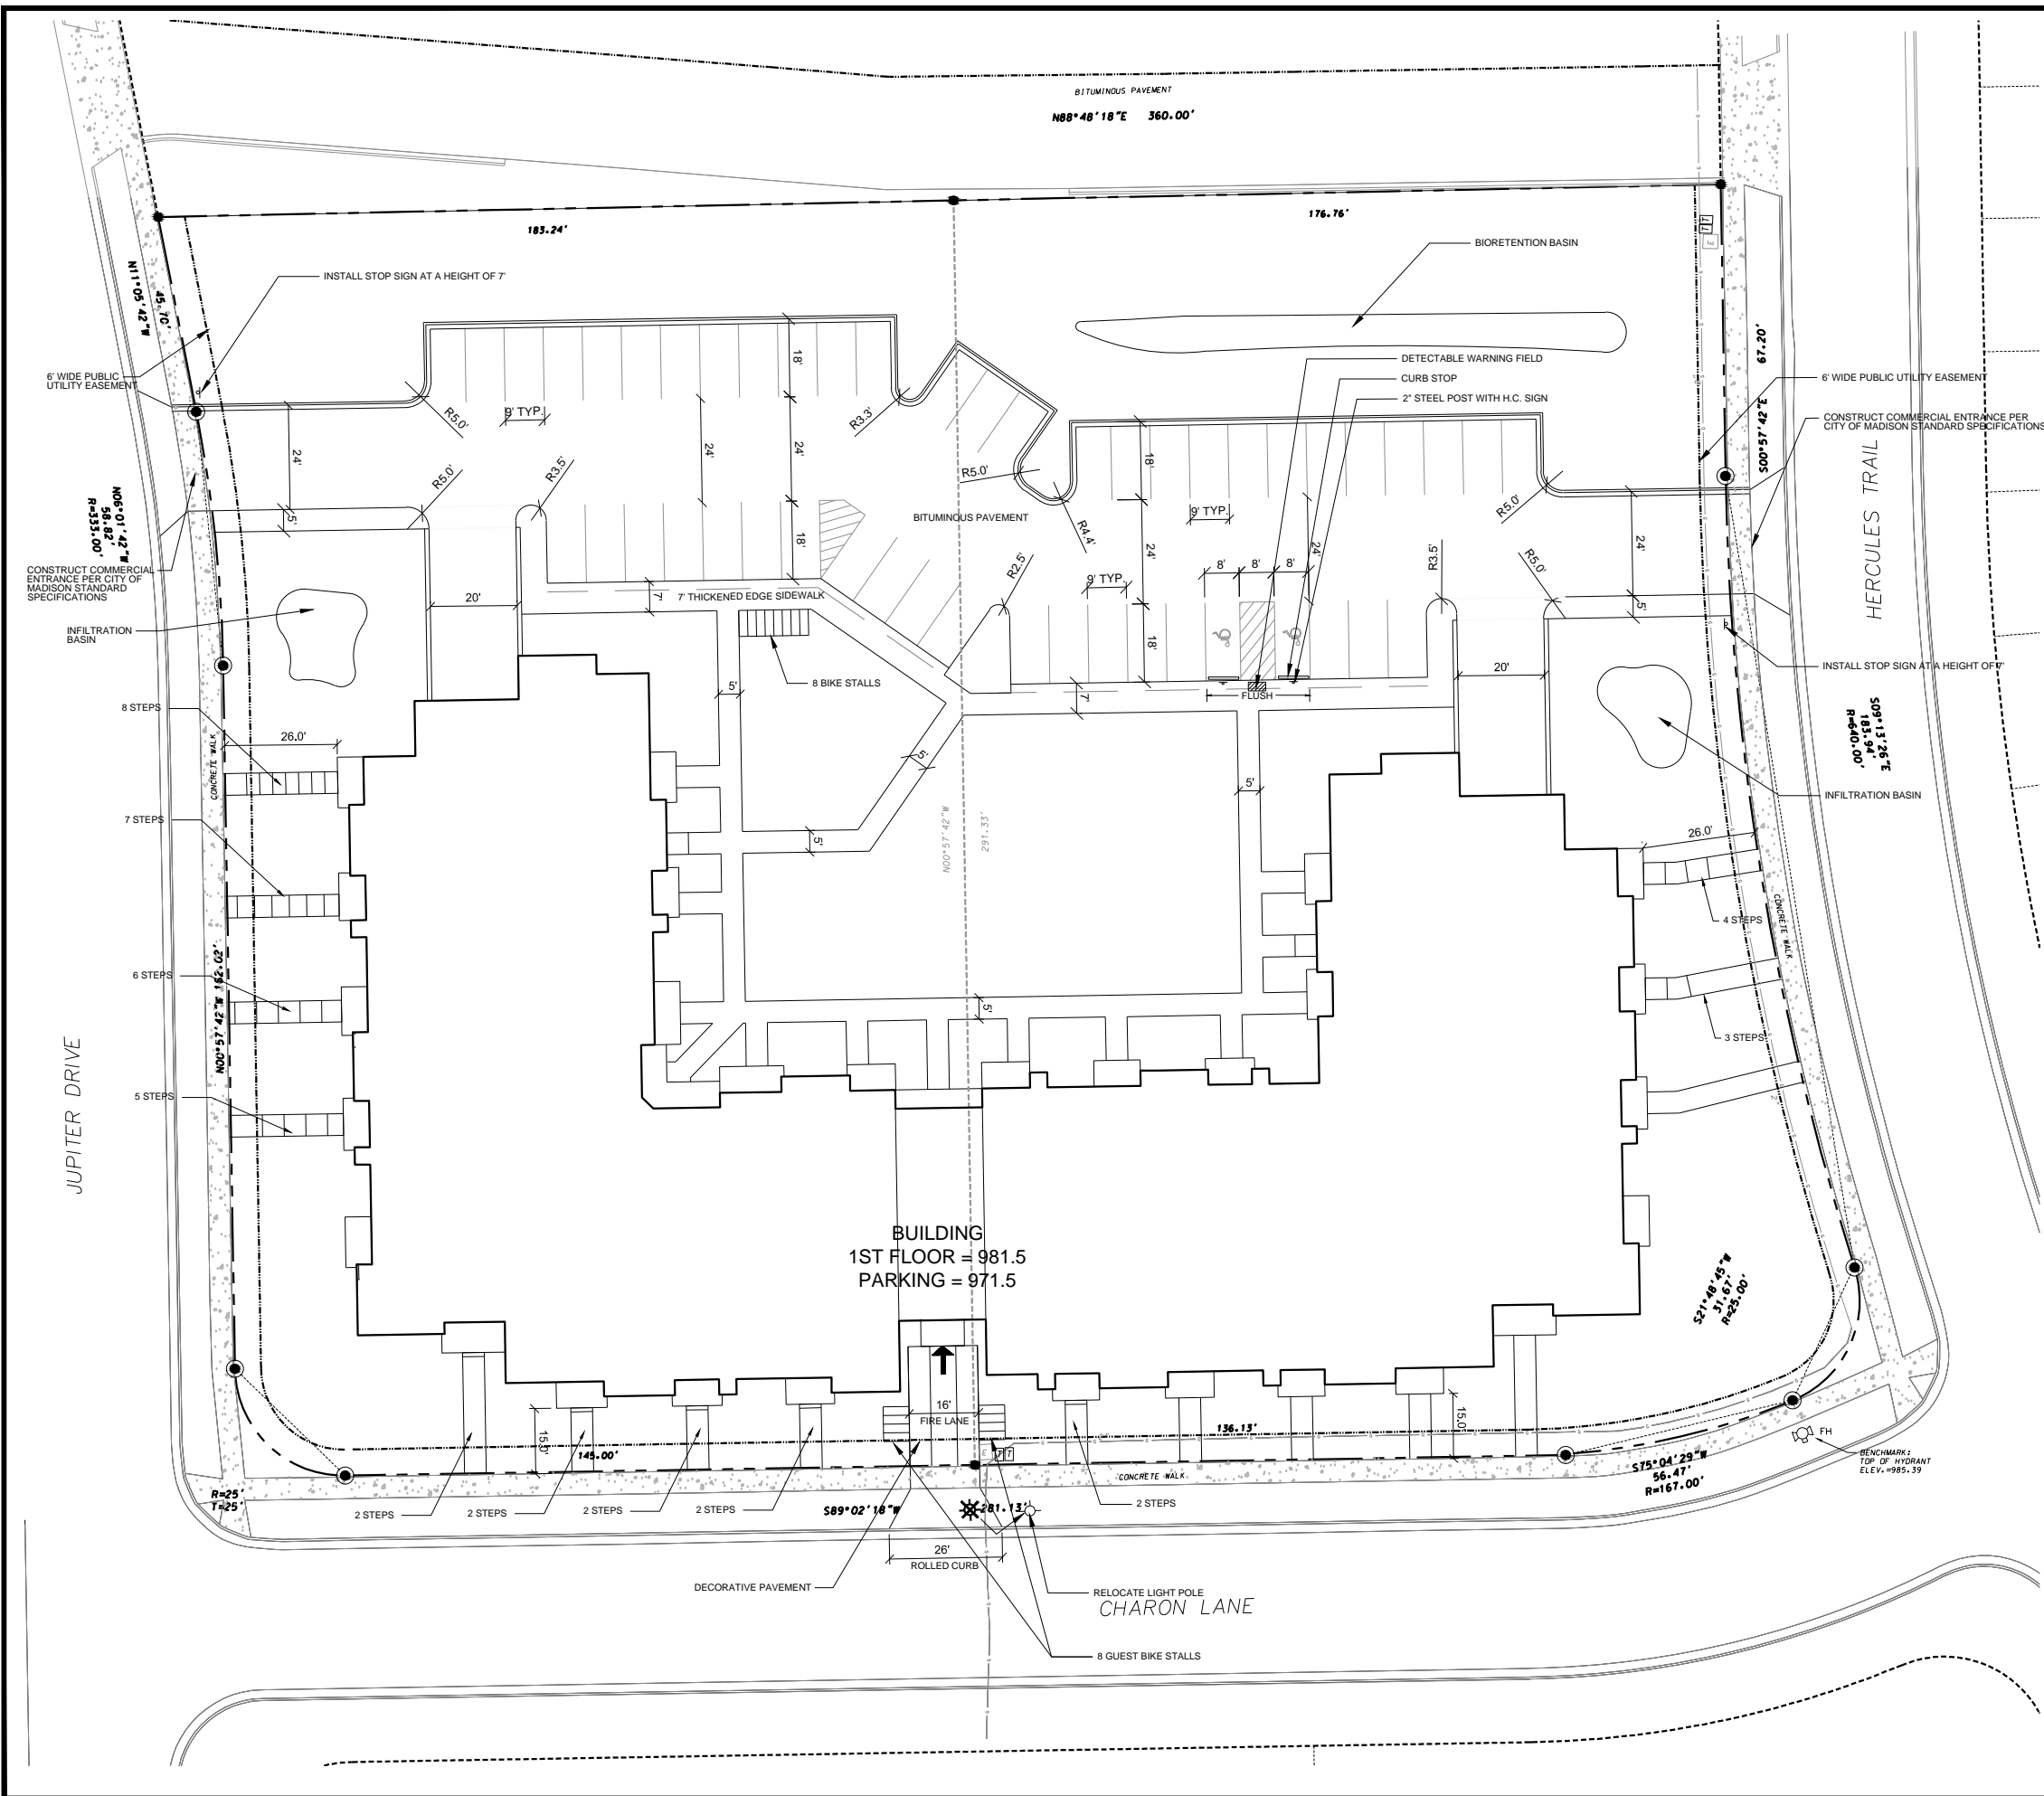 BITUMINOUS PAVEMENT
N88°48'18"E 360.00'
183.24'
176.76'
BIORETENTION BASIN
INSTALL STOP SIGN AT A HEIGHT OF 7'
N11°05'42"W
45.70'
6' WIDE PUBLIC
UTILITY EASEMENT
DETECTABLE WARNING FIELD
CURB STOP
2" STEEL POST WITH H.C. SIGN
67.20'
S00°57'42"E
6' WIDE PUBLIC UTILITY EASEMENT
CONSTRUCT COMMERCIAL ENTRANCE PER
CITY OF MADISON STANDARD SPECIFICATIONS
HERCULES TRAIL
18'
9' TYP.
R5.0'
R3.3'
24'
24'
24'
R5.0'
R3.5'
R5.0'
18'
9' TYP.
R5.0'
24'
5'
18'
BITUMINOUS PAVEMENT
R4.4'
24'
24'
N06°01'42"W
58.82'
R=333.00'
CONSTRUCT COMMERCIAL
ENTRANCE PER CITY OF
MADISON STANDARD
SPECIFICATIONS
R2.5'
9' TYP.
8'
8'
8'
R3.5'
R5.0'
5'
20'
7'
7' THICKENED EDGE SIDEWALK
INFILTRATION
BASIN
18'
INSTALL STOP SIGN AT A HEIGHT OF 7'
20'
5'
8 BIKE STALLS
7'
FLUSH
8 STEPS
26.0'
CONCRETE WALK
5'
5'
S09°13'26"E
183.94'
R=640.00'
INFILTRATION BASIN
7 STEPS
5'
N00°57'42"W
291.33'
26.0'
4 STEPS
CONCRETE WALK
6 STEPS
N00°57'42"W 152.02'
5'
3 STEPS
5 STEPS
JUPITER DRIVE
BUILDING
1ST FLOOR = 981.5
PARKING = 971.5
S21°48'45"W
31.67'
R=25.00'
16'
FIRE LANE
15.0'
145.00'
136.13'
15.0'
E
T
FH
BENCHMARK:
TOP OF HYDRANT
ELEV.=985.39
CONCRETE WALK
S75°04'29"W
56.47'
R=167.00'
R=25'
T=25'
2 STEPS
2 STEPS
2 STEPS
2 STEPS
S89°02'18"W
281.13'
2 STEPS
26'
ROLLED CURB
DECORATIVE PAVEMENT
RELOCATE LIGHT POLE
CHARON LANE
8 GUEST BIKE STALLS